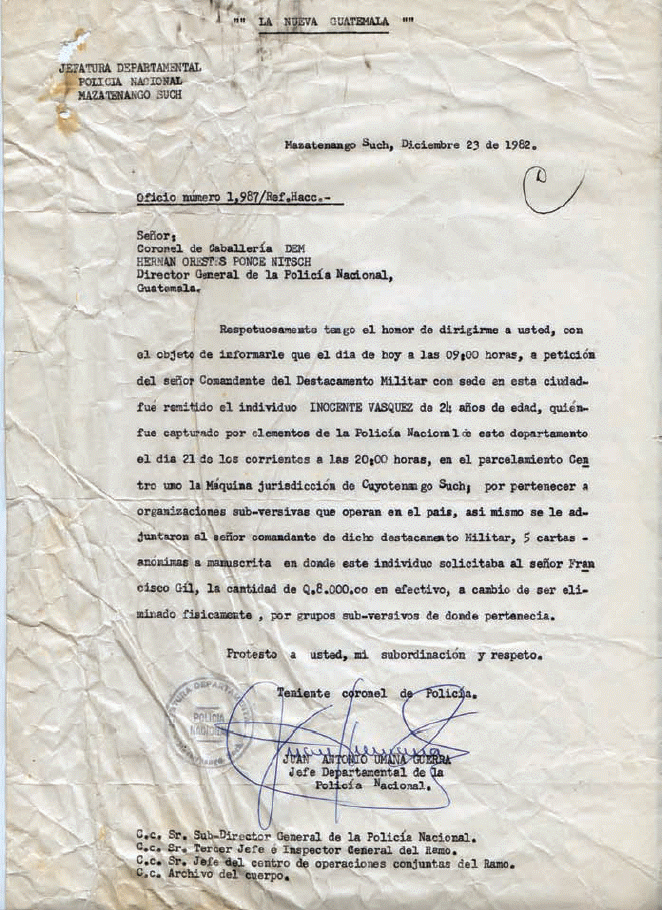 "" LA NUEVA GUATEMALA ""
JEFATURA DEPARTAMENTAL
POLICIA NACIONAL
MAZATENANGO SUCH
Mazatenango Such, Diciembre 23 de 1982.
Oficio número 1,987/Ref.Hacc.-
Señor;
Coronel de Caballería DEM
HERNAN ORESTES PONCE NITSCH
Director General de la Policía Nacional,
Guatemala.
Respetuosamente tengo el honor de dirigirme a usted, con
el objeto de informarle que el dia de hoy a las 09;00 horas, a petición
del señor Comandante del Destacamento Militar con sede en esta ciudad-
fué remitido el individuo INOCENTE VASQUEZ de 24 años de edad, quién-
fue capturado por elementos de la Policía Nacional de este departamento
el dia 21 de los corrientes a las 20;00 horas, en el parcelamiento Cen
tro uno la Máquina jurisdicción de Cuyotenango Such; por pertenecer a
organizaciones sub-versivas que operan en el pais, asi mismo se le ad-
juntaron al señor comandante de dicho destacamento Militar, 5 cartas -
anónimas a manuscrita en donde este individuo solicitaba al señor Fran
cisco Gil, la cantidad de Q.8.000.oo en efectivo, a cambio de ser eli-
minado fisicamente , por grupos sub-versivos de donde pertenecia.
Protesto a usted, mi subordinación y respeto.
Teniente coronel de Policía.
JEFATURA DEPARTAMENTAL
POLICIA
NACIONAL
JUAN ANTONIO UMAÑA GUERRA
Jefe Departamental de la
Policía Nacional.
C.c. Sr. Sub-Director General de la Policía Nacional.
C.c. Sr. Tercer Jefe é Inspector General del Ramo.
C.c. Sr. Jefe del centro de operaciones conjuntas del Ramo.
C.c. Archivo del cuerpo.